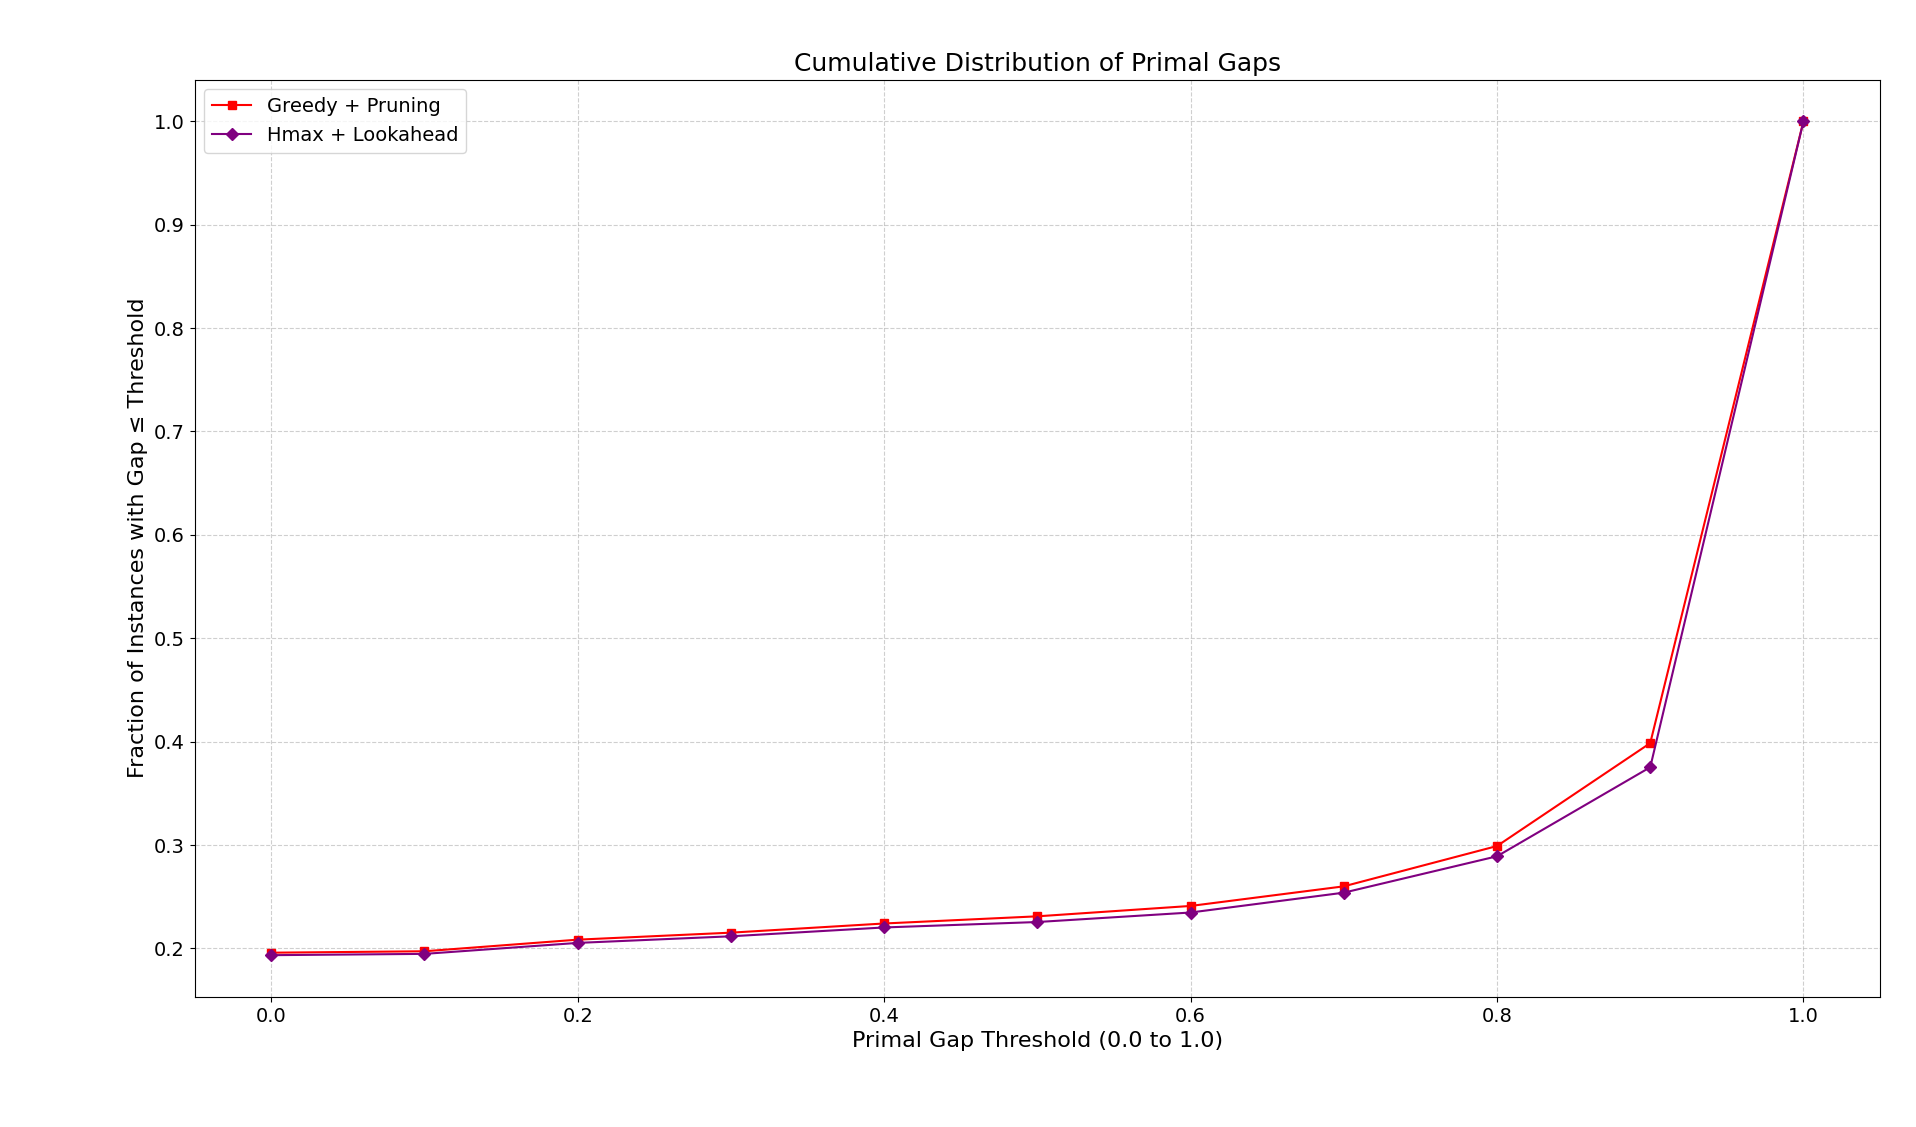 Cumulative Distribution of Primal Gaps
Greedy + Pruning
Hmax + Lookahead
Fraction of Instances with Gap ≤ Threshold
1.0
0.9
0.8
0.7
0.6
0.5
0.4
0.3
0.2
0.0 0.2 0.4 0.6 0.8 1.0
Primal Gap Threshold (0.0 to 1.0)